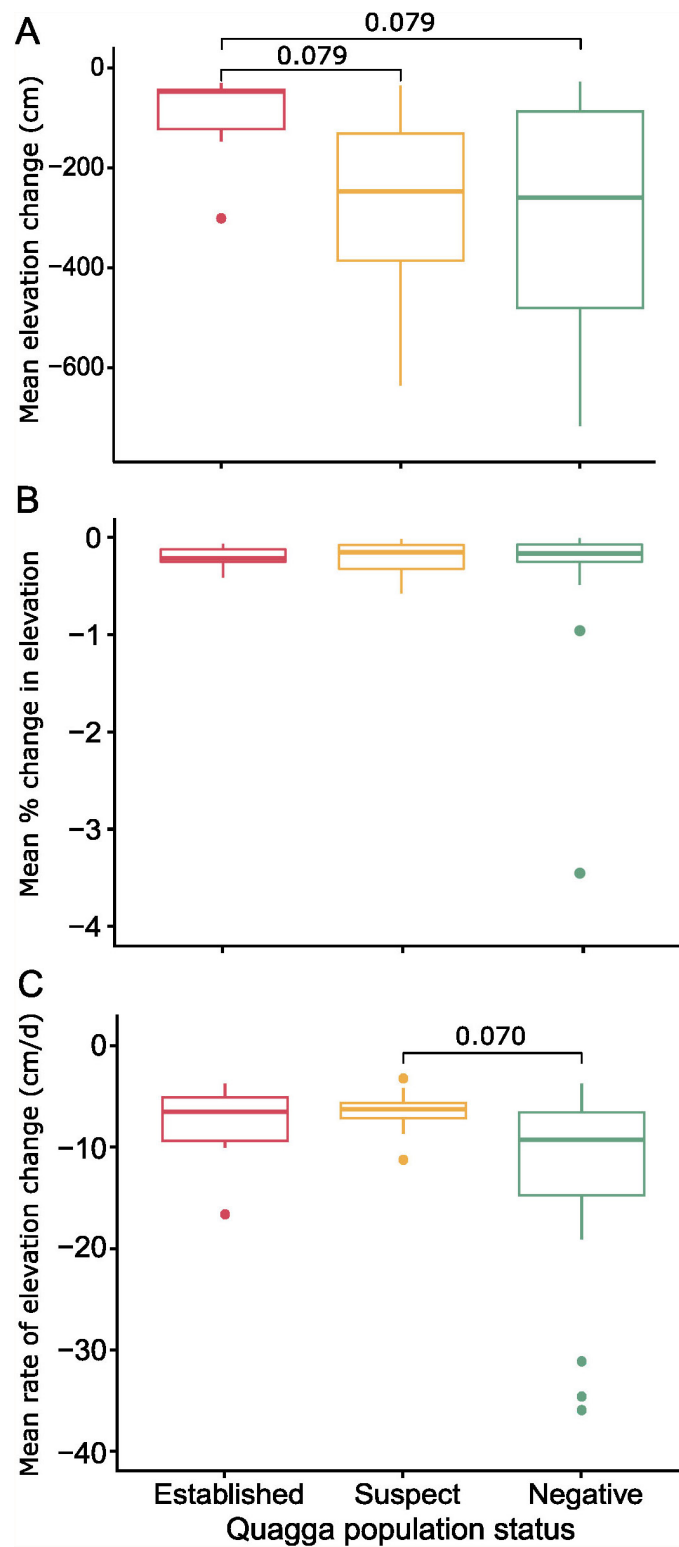 A
0.079
0.079
Mean elevation change (cm)
0
−200
−400
−600
B
Mean % change in elevation
0
−1
−2
−3
−4
C
Mean rate of elevation change (cm/d)
0.070
0
−10
−20
−30
−40
Established Suspect Negative
Quagga population status